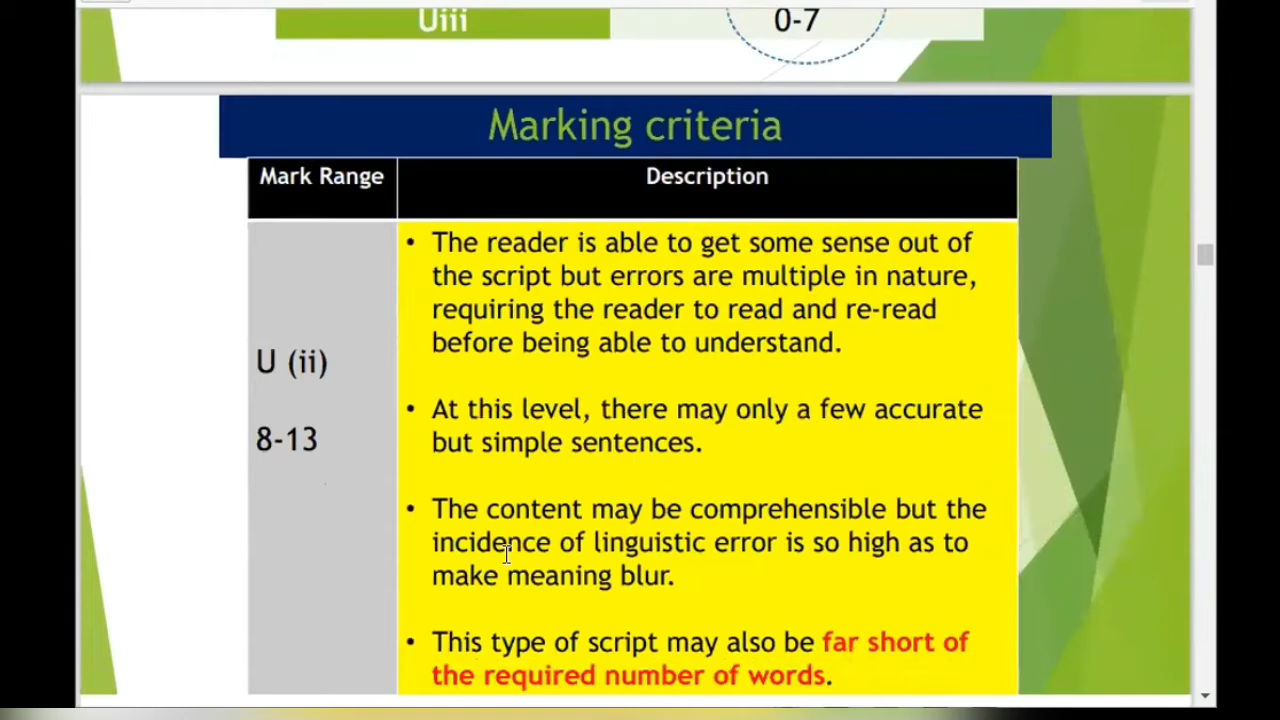 Uiii 0-7
Marking criteria
Mark Range Description
• The reader is able to get some sense out of
the script but errors are multiple in nature,
requiring the reader to read and re-read
before being able to understand.
U (ii)
8-13
• At this level, there may only a few accurate
but simple sentences.
• The content may be comprehensible but the
incidence of linguistic error is so high as to
make meaning blur.
• This type of script may also be far short of
the required number of words.